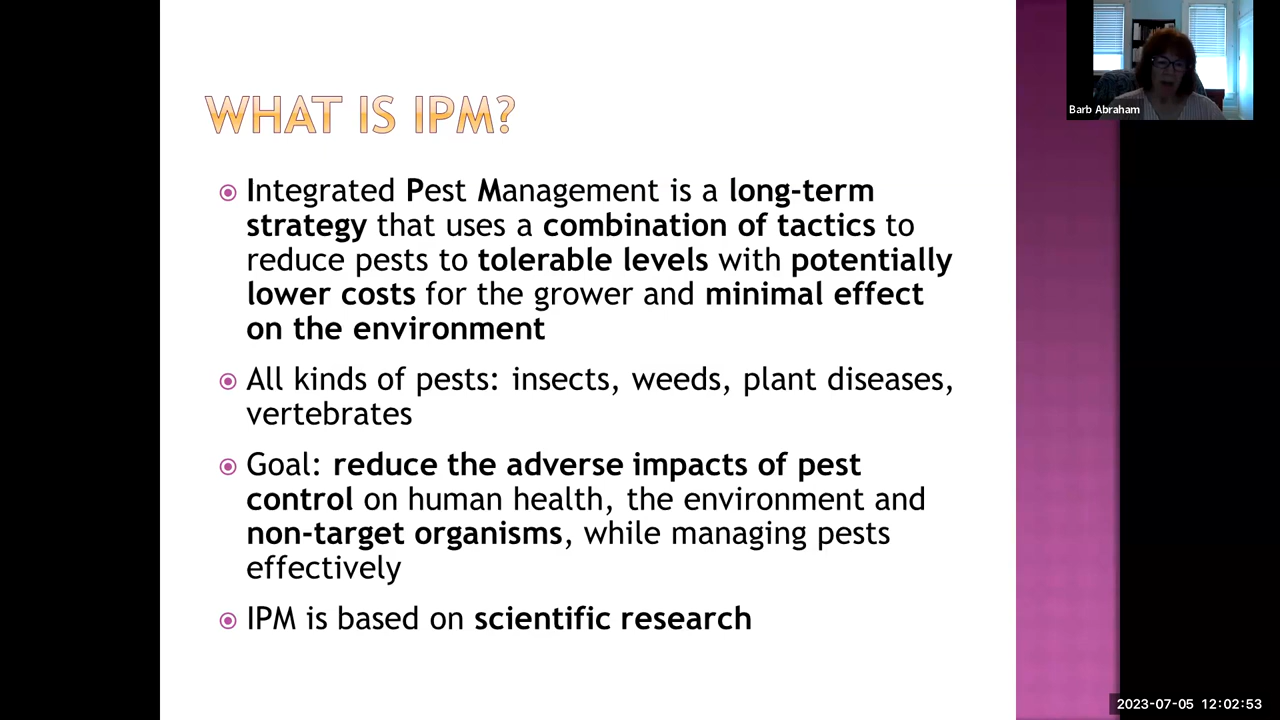 WHAT IS IPM?
Integrated Pest Management is a long-term
strategy that uses a combination of tactics to
reduce pests to tolerable levels with potentially
lower costs for the grower and minimal effect
on the environment
All kinds of pests: insects, weeds, plant diseases,
vertebrates
Goal: reduce the adverse impacts of pest
control on human health, the environment and
non-target organisms, while managing pests
effectively
IPM is based on scientific research
Barb Abraham
2023-07-05 12:02:53